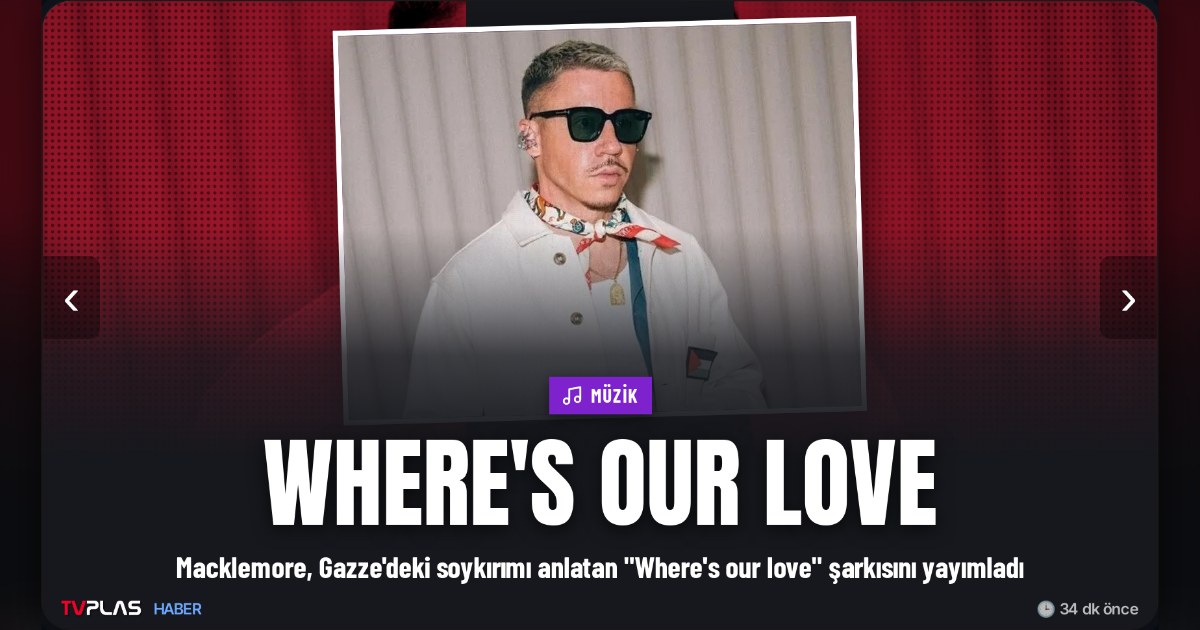 MÜZİK
WHERE'S OUR LOVE
Macklemore, Gazze'deki soykırımı anlatan "Where's our love" şarkısını yayımladı
TVPLAS HABER
34 dk önce